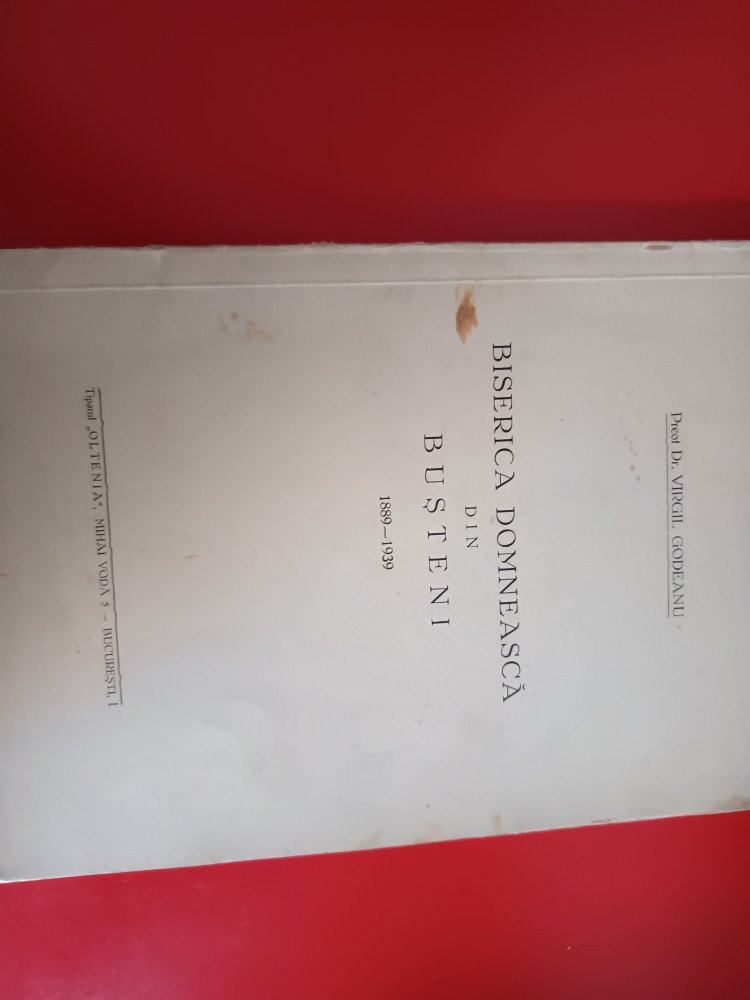 Preot Dr. VIRGIL GODEANU
BISERICA DOMNEASCĂ
DIN
BUȘTENI
1889—1939
Tiparul „OLTENIA“, MIHAI VODĂ 5 — BUCUREȘTI, I